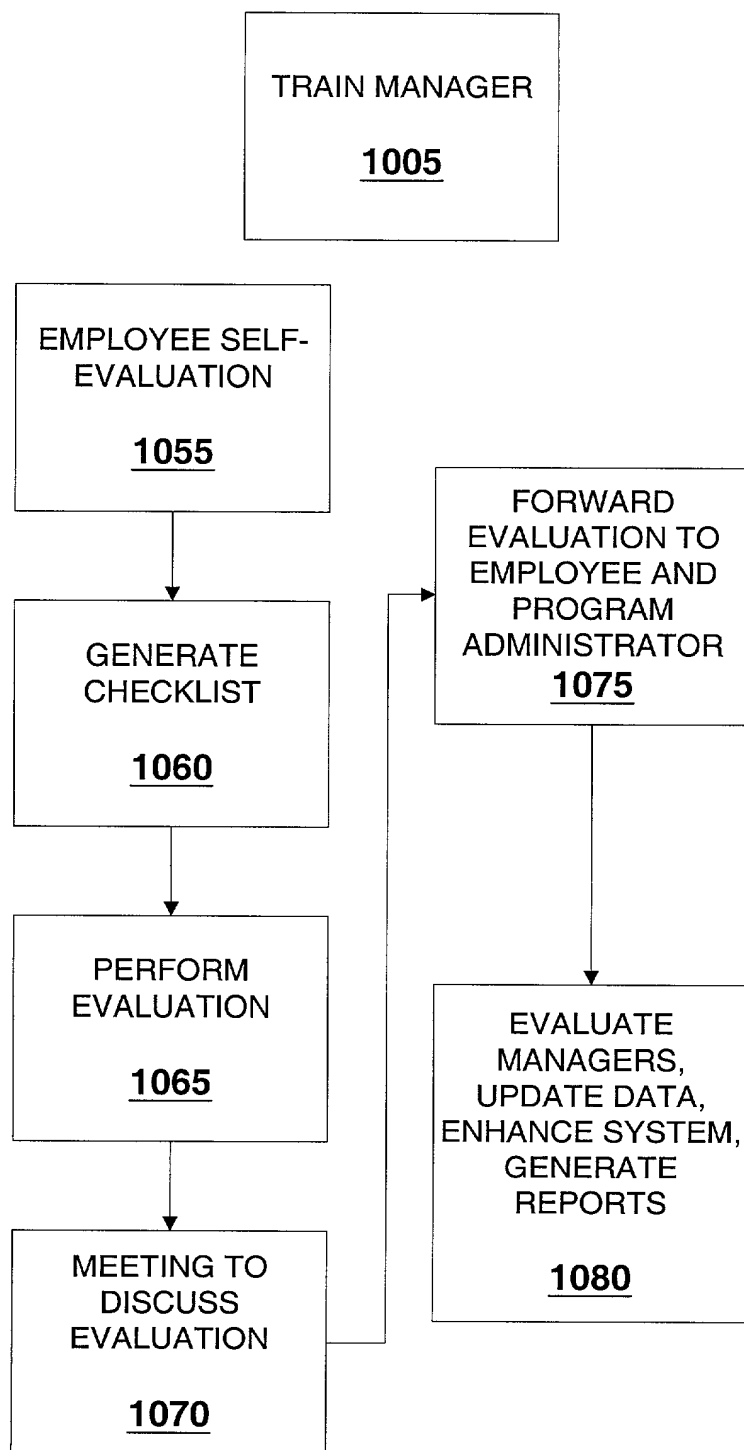 TRAIN MANAGER
1005
EMPLOYEE SELF-
EVALUATION
1055
GENERATE
CHECKLIST
1060
PERFORM
EVALUATION
1065
MEETING TO
DISCUSS
EVALUATION
1070
FORWARD
EVALUATION TO
EMPLOYEE AND
PROGRAM
ADMINISTRATOR
1075
EVALUATE
MANAGERS,
UPDATE DATA,
ENHANCE SYSTEM,
GENERATE
REPORTS
1080